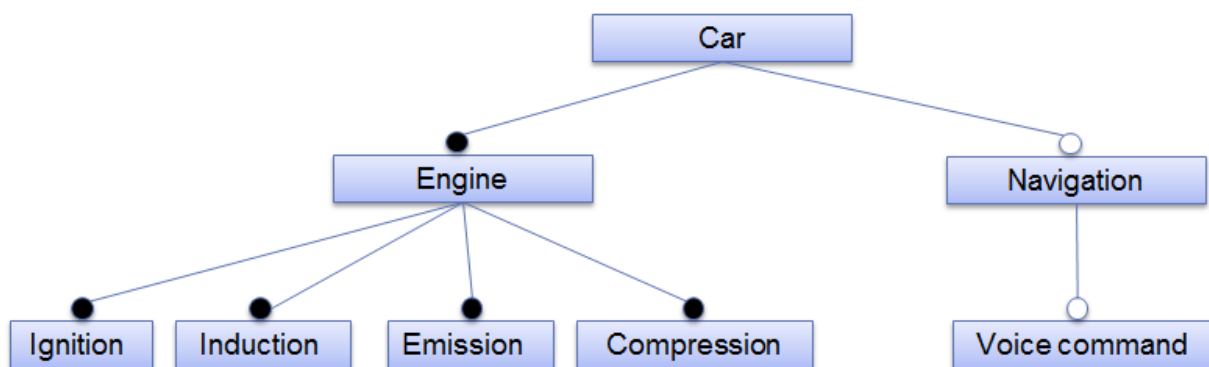 Car
Engine
Navigation
Ignition
Induction
Emission
Compression
Voice command